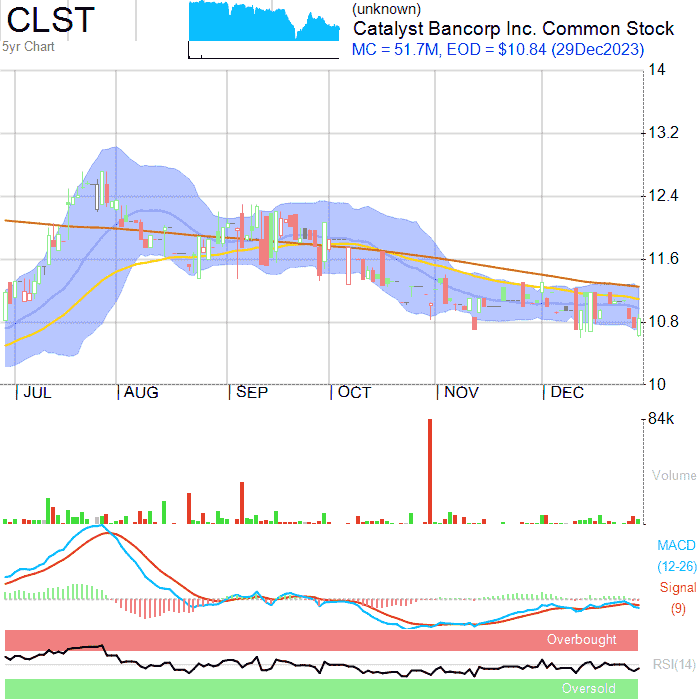 CLST
5yr Chart
(unknown)
Catalyst Bancorp Inc. Common Stock
MC = 51.7M, EOD = $10.84 (29Dec2023)
14
13.2
12.4
11.6
10.8
10
JUL AUG SEP OCT NOV DEC
84k
Volume
MACD
(12-26)
Signal
(9)
Overbought
RSI(14)
Oversold